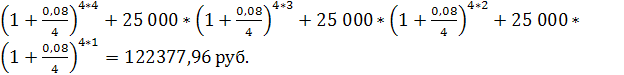 (1 + 0,08/4)^4*4 + 25 000 * (1 + 0,08/4)^4*3 + 25 000 * (1 + 0,08/4)^4*2 + 25 000 *
(1 + 0,08/4)^4*1 = 122377,96 руб.